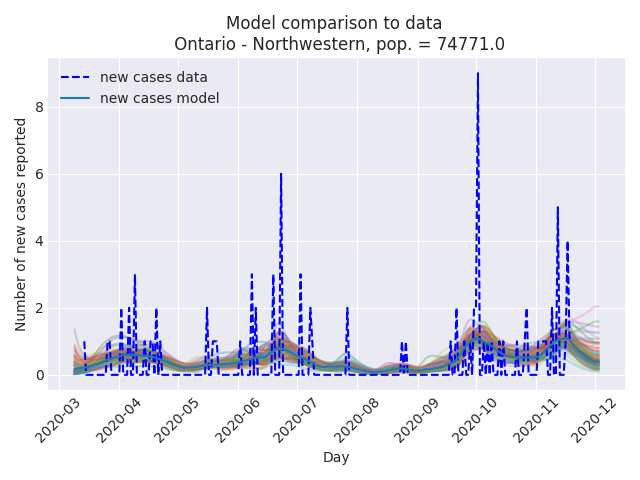 Model comparison to data
Ontario - Northwestern, pop. = 74771.0
new cases data
new cases model
Number of new cases reported
8
6
4
2
0
2020-03
2020-04
2020-05
2020-06
2020-07
2020-08
2020-09
2020-10
2020-11
2020-12
Day